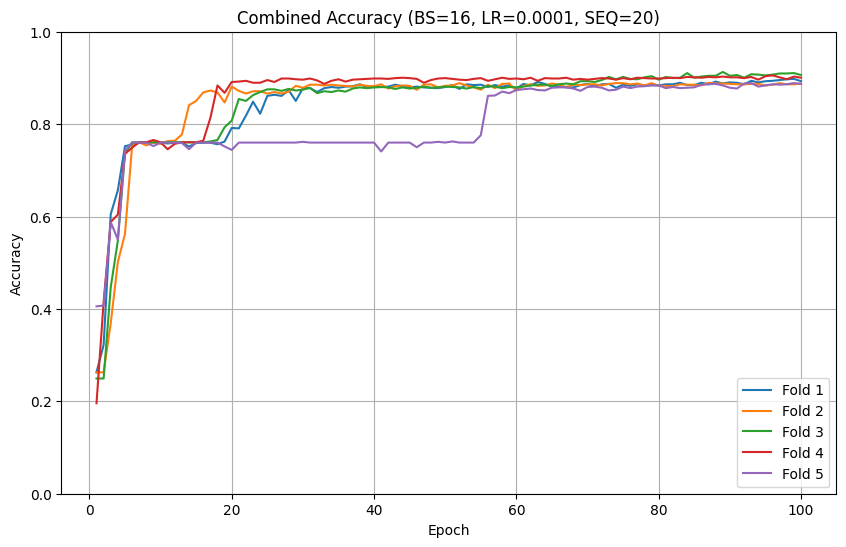 Combined Accuracy (BS=16, LR=0.0001, SEQ=20)
1.0
0.8
0.6
0.4
0.2
0.0
Accuracy
0 20 40 60 80 100
Epoch
Fold 1
Fold 2
Fold 3
Fold 4
Fold 5